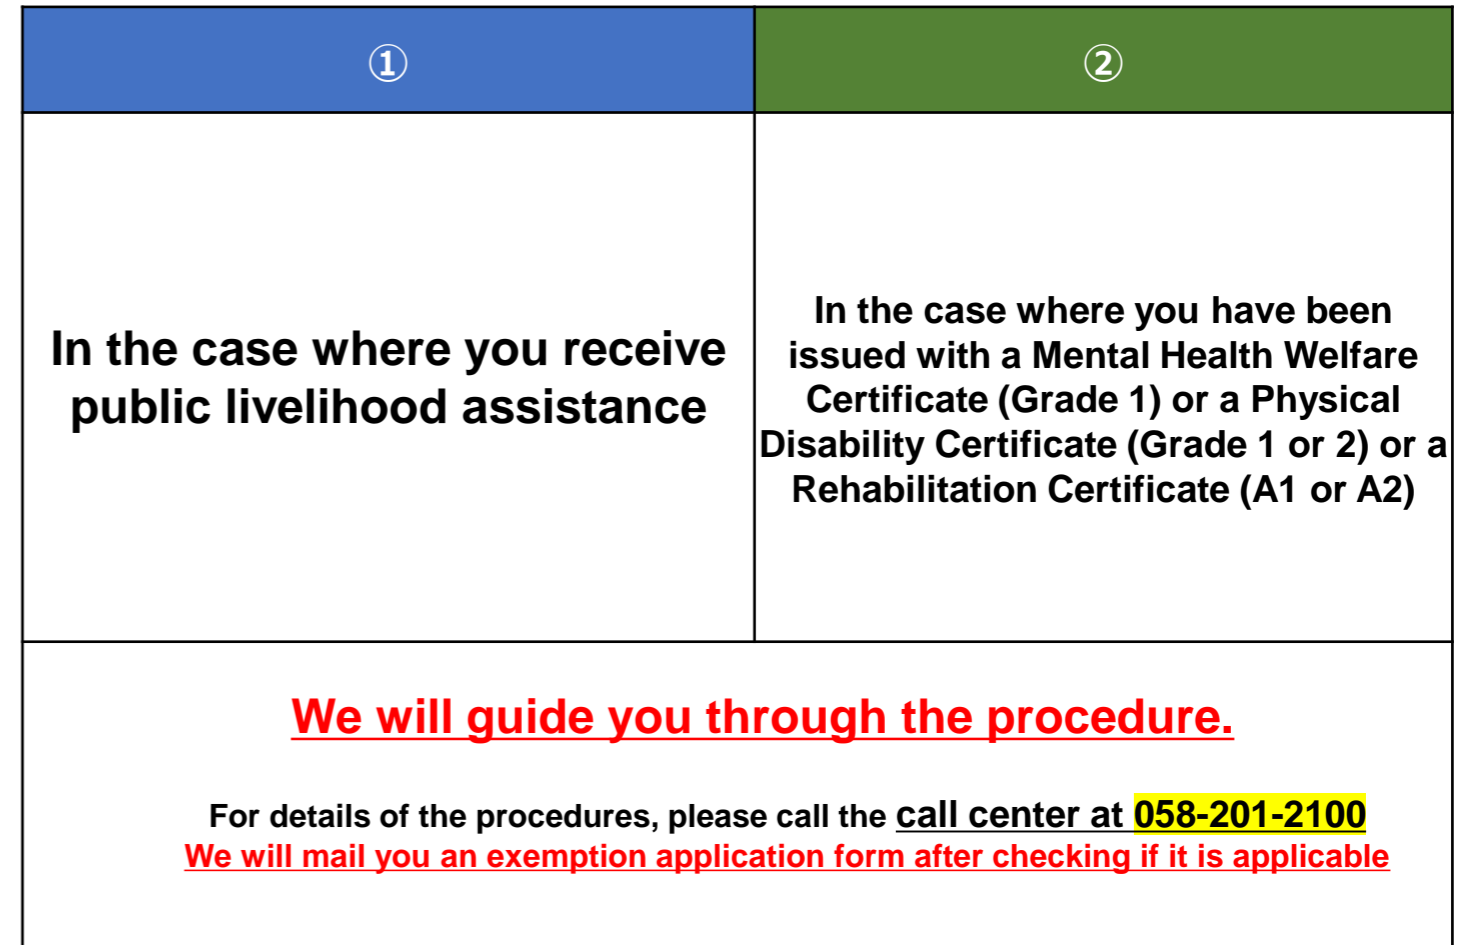 ①
②
In the case where you receive
public livelihood assistance
In the case where you have been
issued with a Mental Health Welfare
Certificate (Grade 1) or a Physical
Disability Certificate (Grade 1 or 2) or a
Rehabilitation Certificate (A1 or A2)
We will guide you through the procedure.
For details of the procedures, please call the call center at 058-201-2100
We will mail you an exemption application form after checking if it is applicable